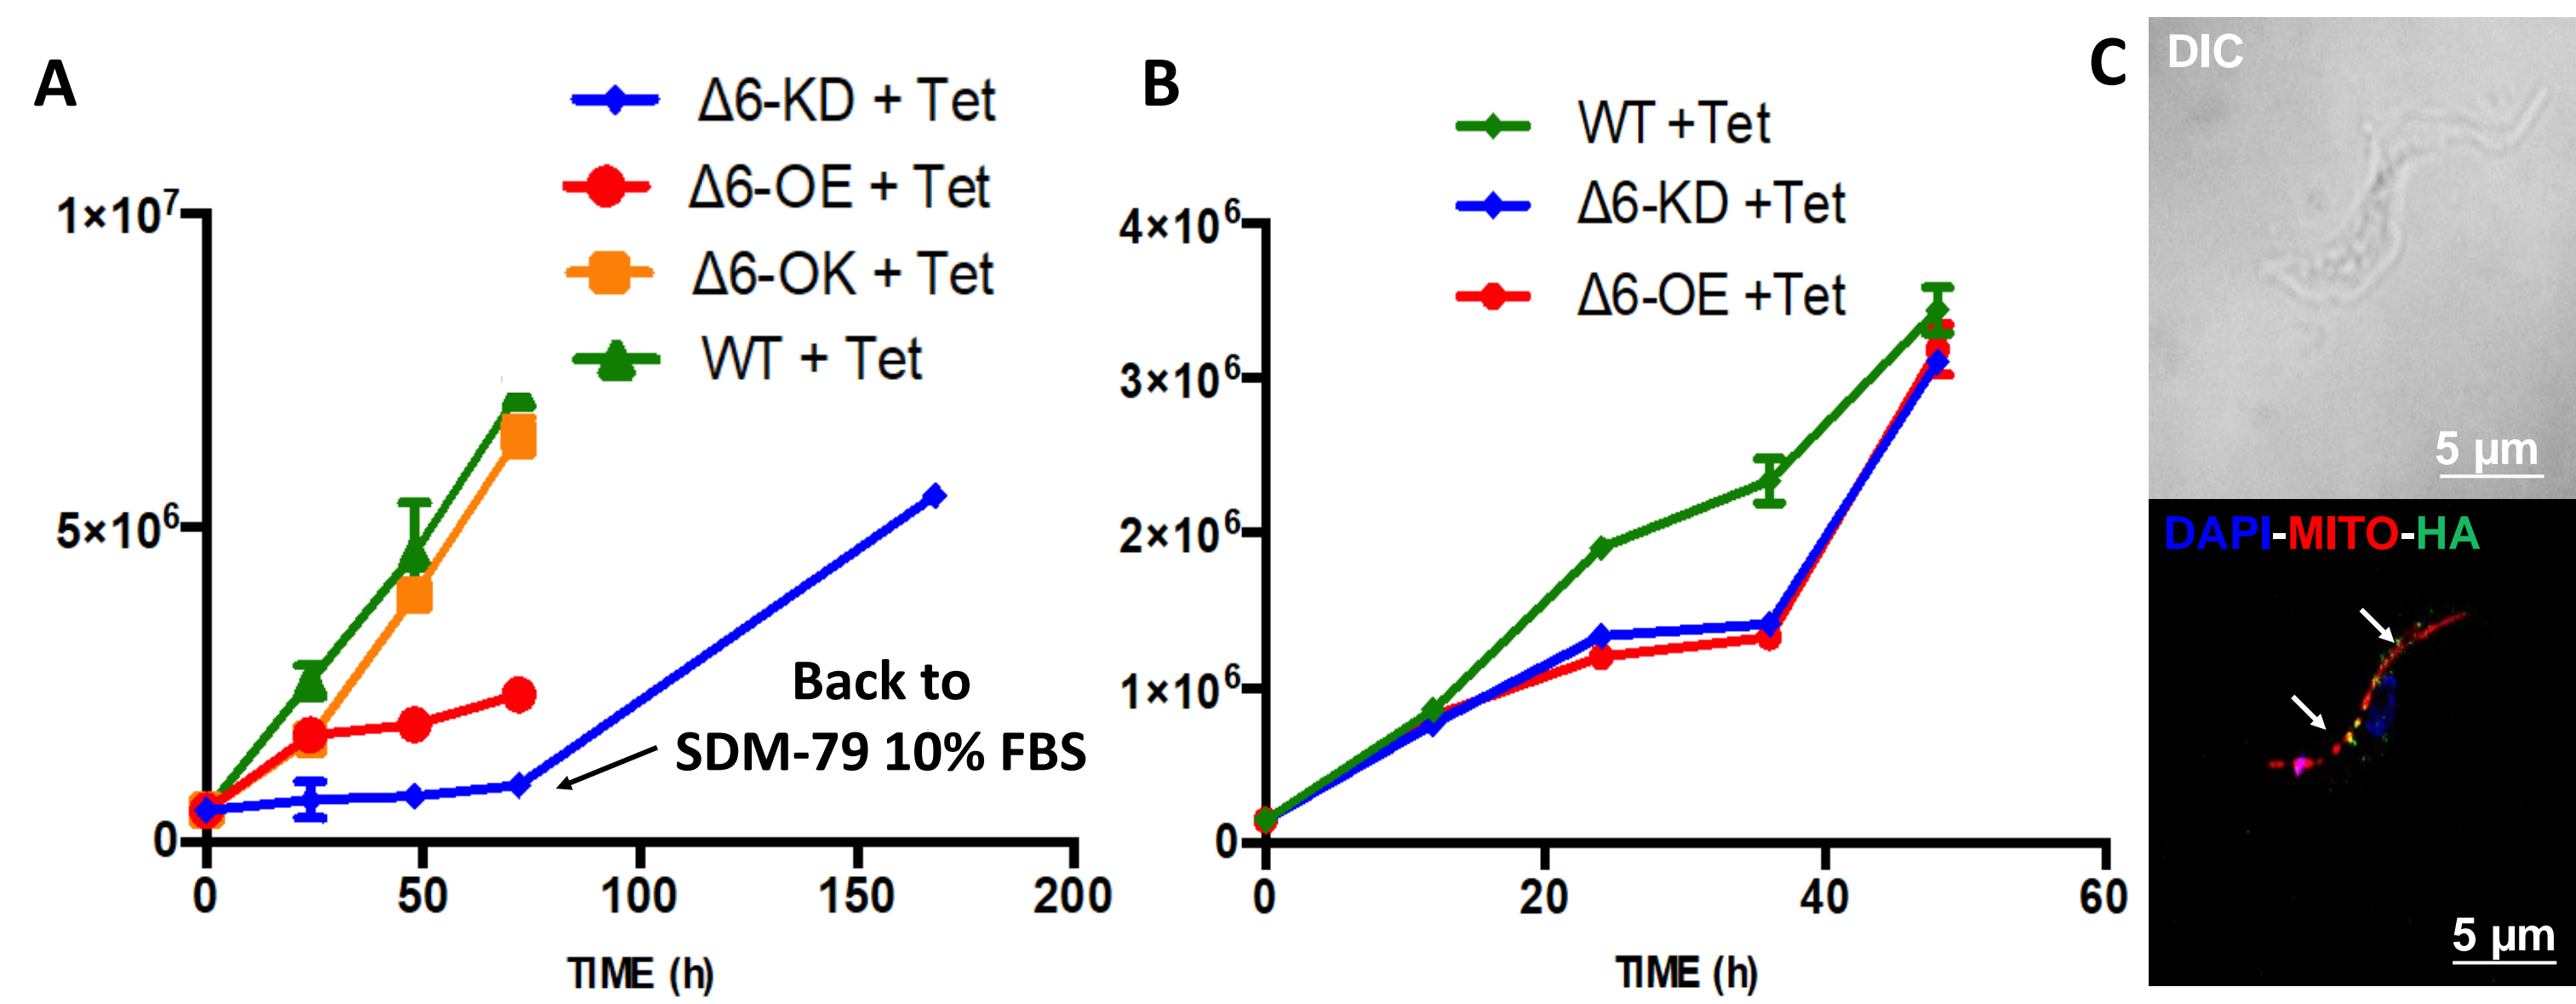 A
Δ6-KD + Tet
Δ6-OE + Tet
Δ6-OK + Tet
WT + Tet
1×10⁷
5×10⁶
0
Back to
SDM-79 10% FBS
0 50 100 150 200
TIME (h)
B
WT +Tet
Δ6-KD +Tet
Δ6-OE +Tet
4×10⁶
3×10⁶
2×10⁶
1×10⁶
0
0 20 40 60
TIME (h)
C
DIC
5 µm
DAPI-MITO-HA
5 µm